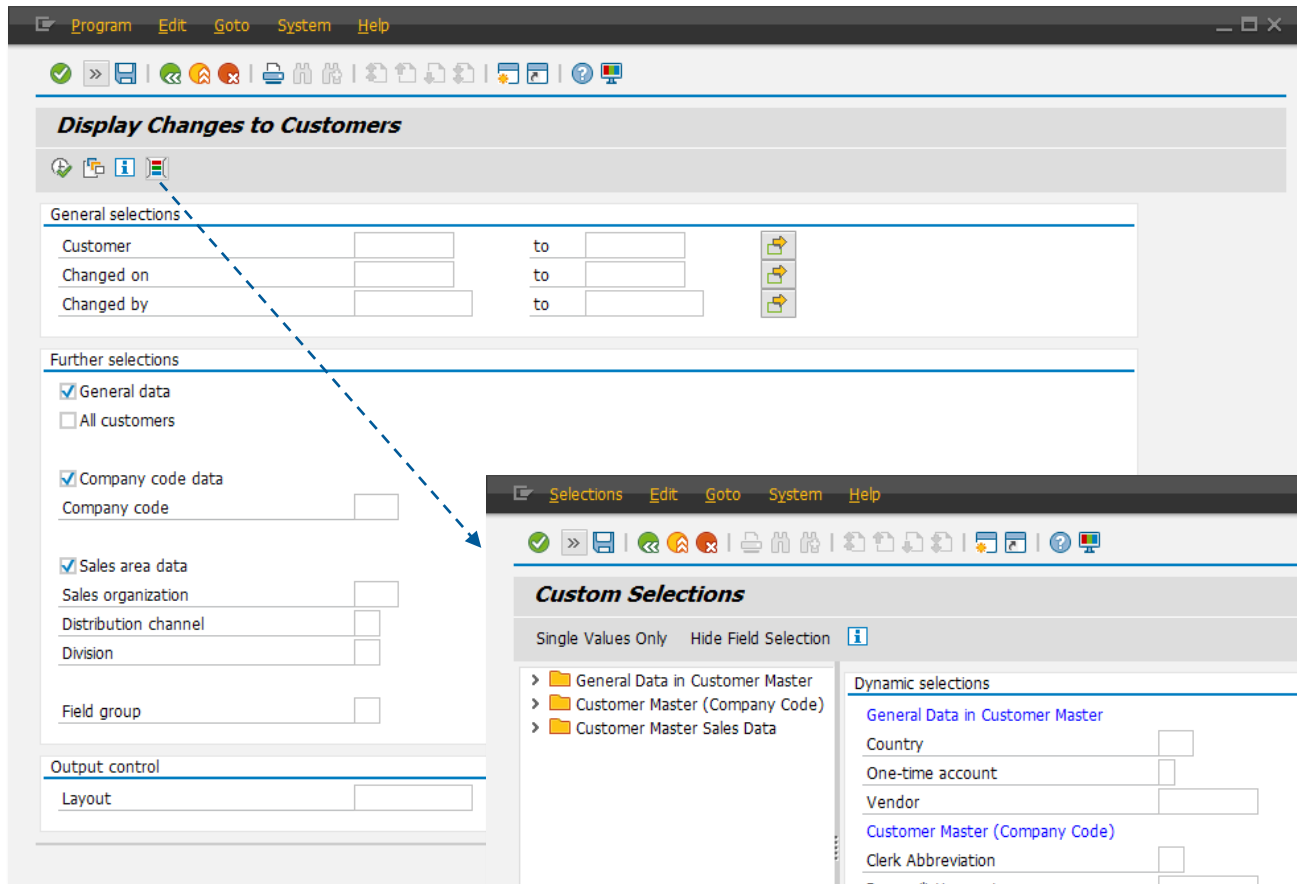 Program Edit Goto System Help
Display Changes to Customers
General selections
Customer to
Changed on to
Changed by to
Further selections
General data
All customers
Company code data
Company code
Sales area data
Sales organization
Distribution channel
Division
Field group
Output control
Layout
Selections Edit Goto System Help
Custom Selections
Single Values Only Hide Field Selection
General Data in Customer Master
Customer Master (Company Code)
Customer Master Sales Data
Dynamic selections
General Data in Customer Master
Country
One-time account
Vendor
Customer Master (Company Code)
Clerk Abbreviation